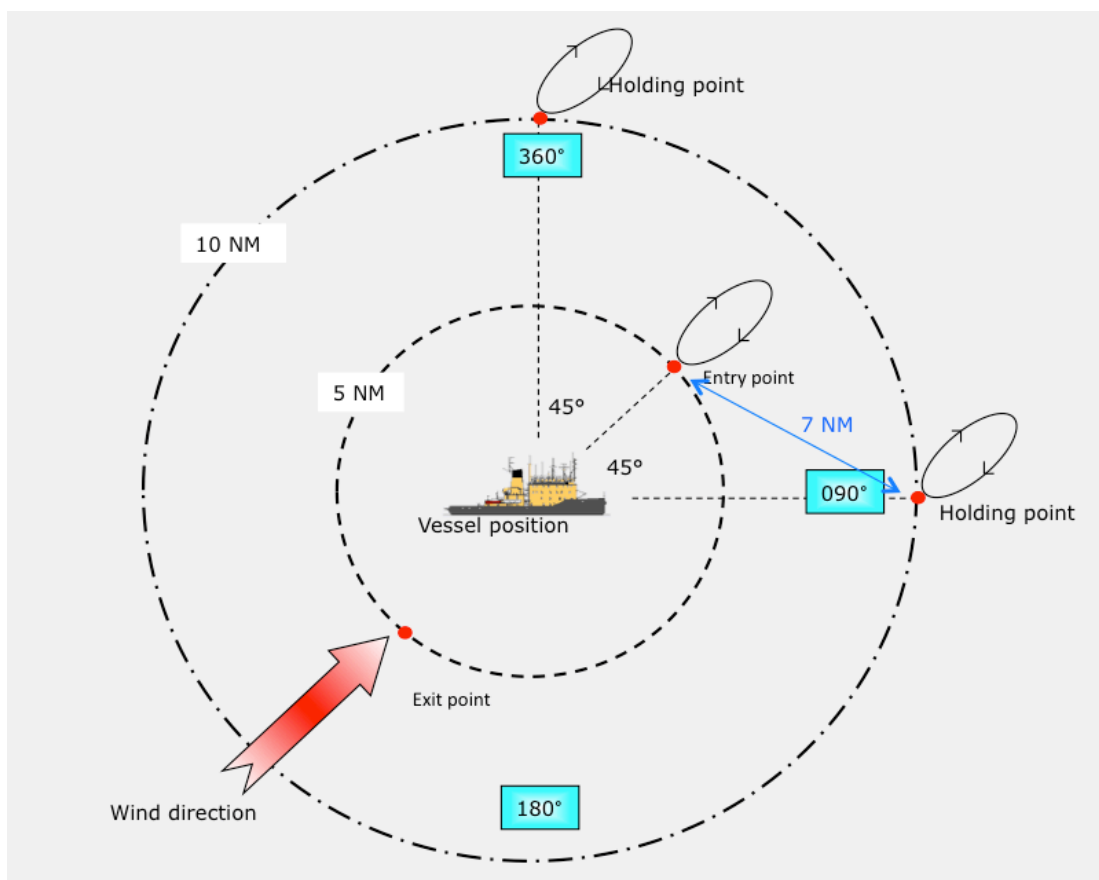 Holding point
360°
10 NM
5 NM
Entry point
45°
7 NM
45°
090°
Holding point
Vessel position
Exit point
180°
Wind direction